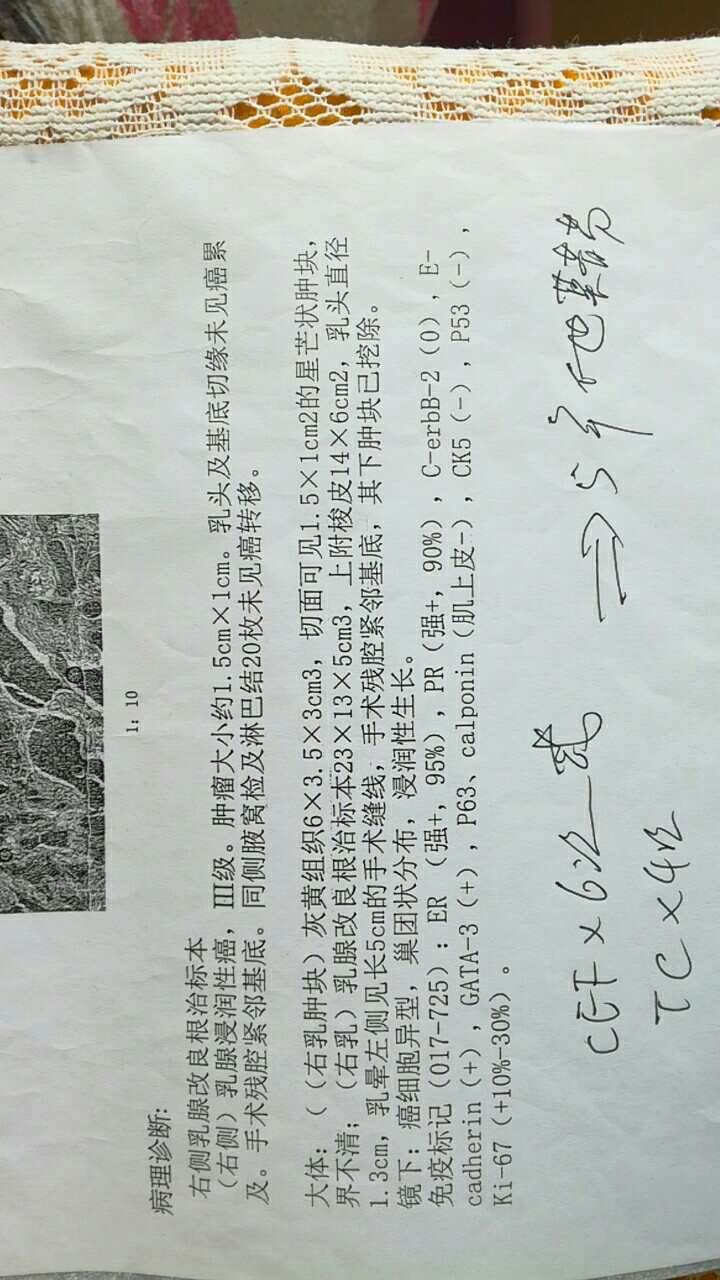 1: 10
病理诊断:
右侧乳腺改良根治标本
(右侧)乳腺浸润性癌，III级。肿瘤大小约1.5cm×1cm。乳头及基底切缘未见癌累
及。手术残腔紧邻基底。同侧腋窝检及淋巴结20枚未见癌转移。
大体：((右乳肿块)灰黄组织6×3.5×3cm3，切面可见1.5×1cm2的星芒状肿块，
界不清；(右乳)乳腺改良根治标本23×13×5cm3，上附梭皮14×6cm2，乳头直径
1.3cm，乳晕左侧见长5cm的手术缝线，手术残腔紧邻基底，其下肿块已挖除。
镜下：癌细胞异型，巢团状分布，浸润性生长。
免疫标记(017-725)：ER（强+，95%），PR（强+，90%），C-erbB-2（0），E-
cadherin（+），GATA-3（+），P63、calponin（肌上皮-），CK5（-），P53（-），
Ki-67（+10%-30%）。
CEF×6次 或 ⇒ 他莫昔芬
TC×4次